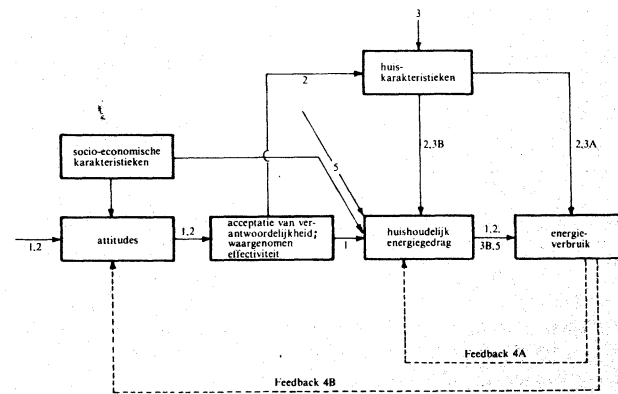 3
huis-
karakteristieken
2
5
2,3B
2,3A
socio-economische
karakteristieken
1,2
attitudes
1,2
acceptatie van ver-
antwoordelijkheid;
waargenomen
effectiviteit
1
huishoudelijk
energiegedrag
1,2,
3B,5
energie-
verbruik
Feedback 4A
Feedback 4B